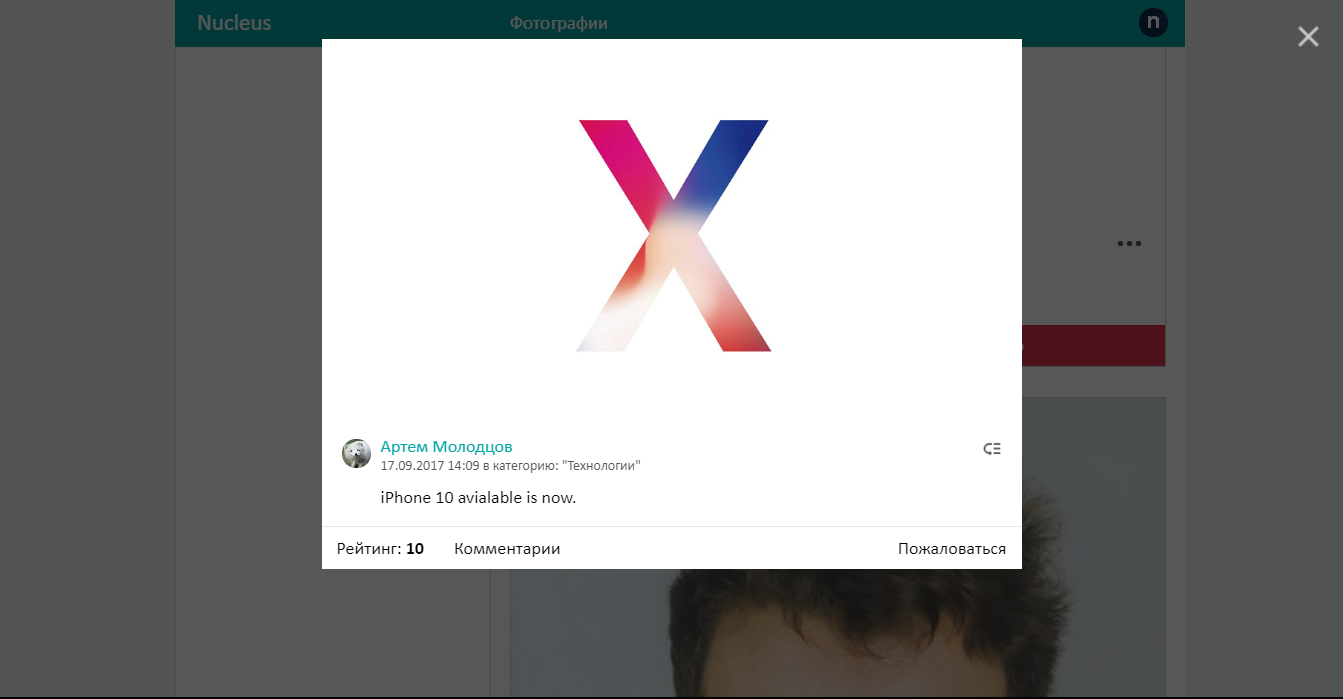 Nucleus
Фотографии
n
X
Артем Молодцов
17.09.2017 14:09 в категорию: "Технологии"
iPhone 10 avialable is now.
Рейтинг: 10
Комментарии
Пожаловаться